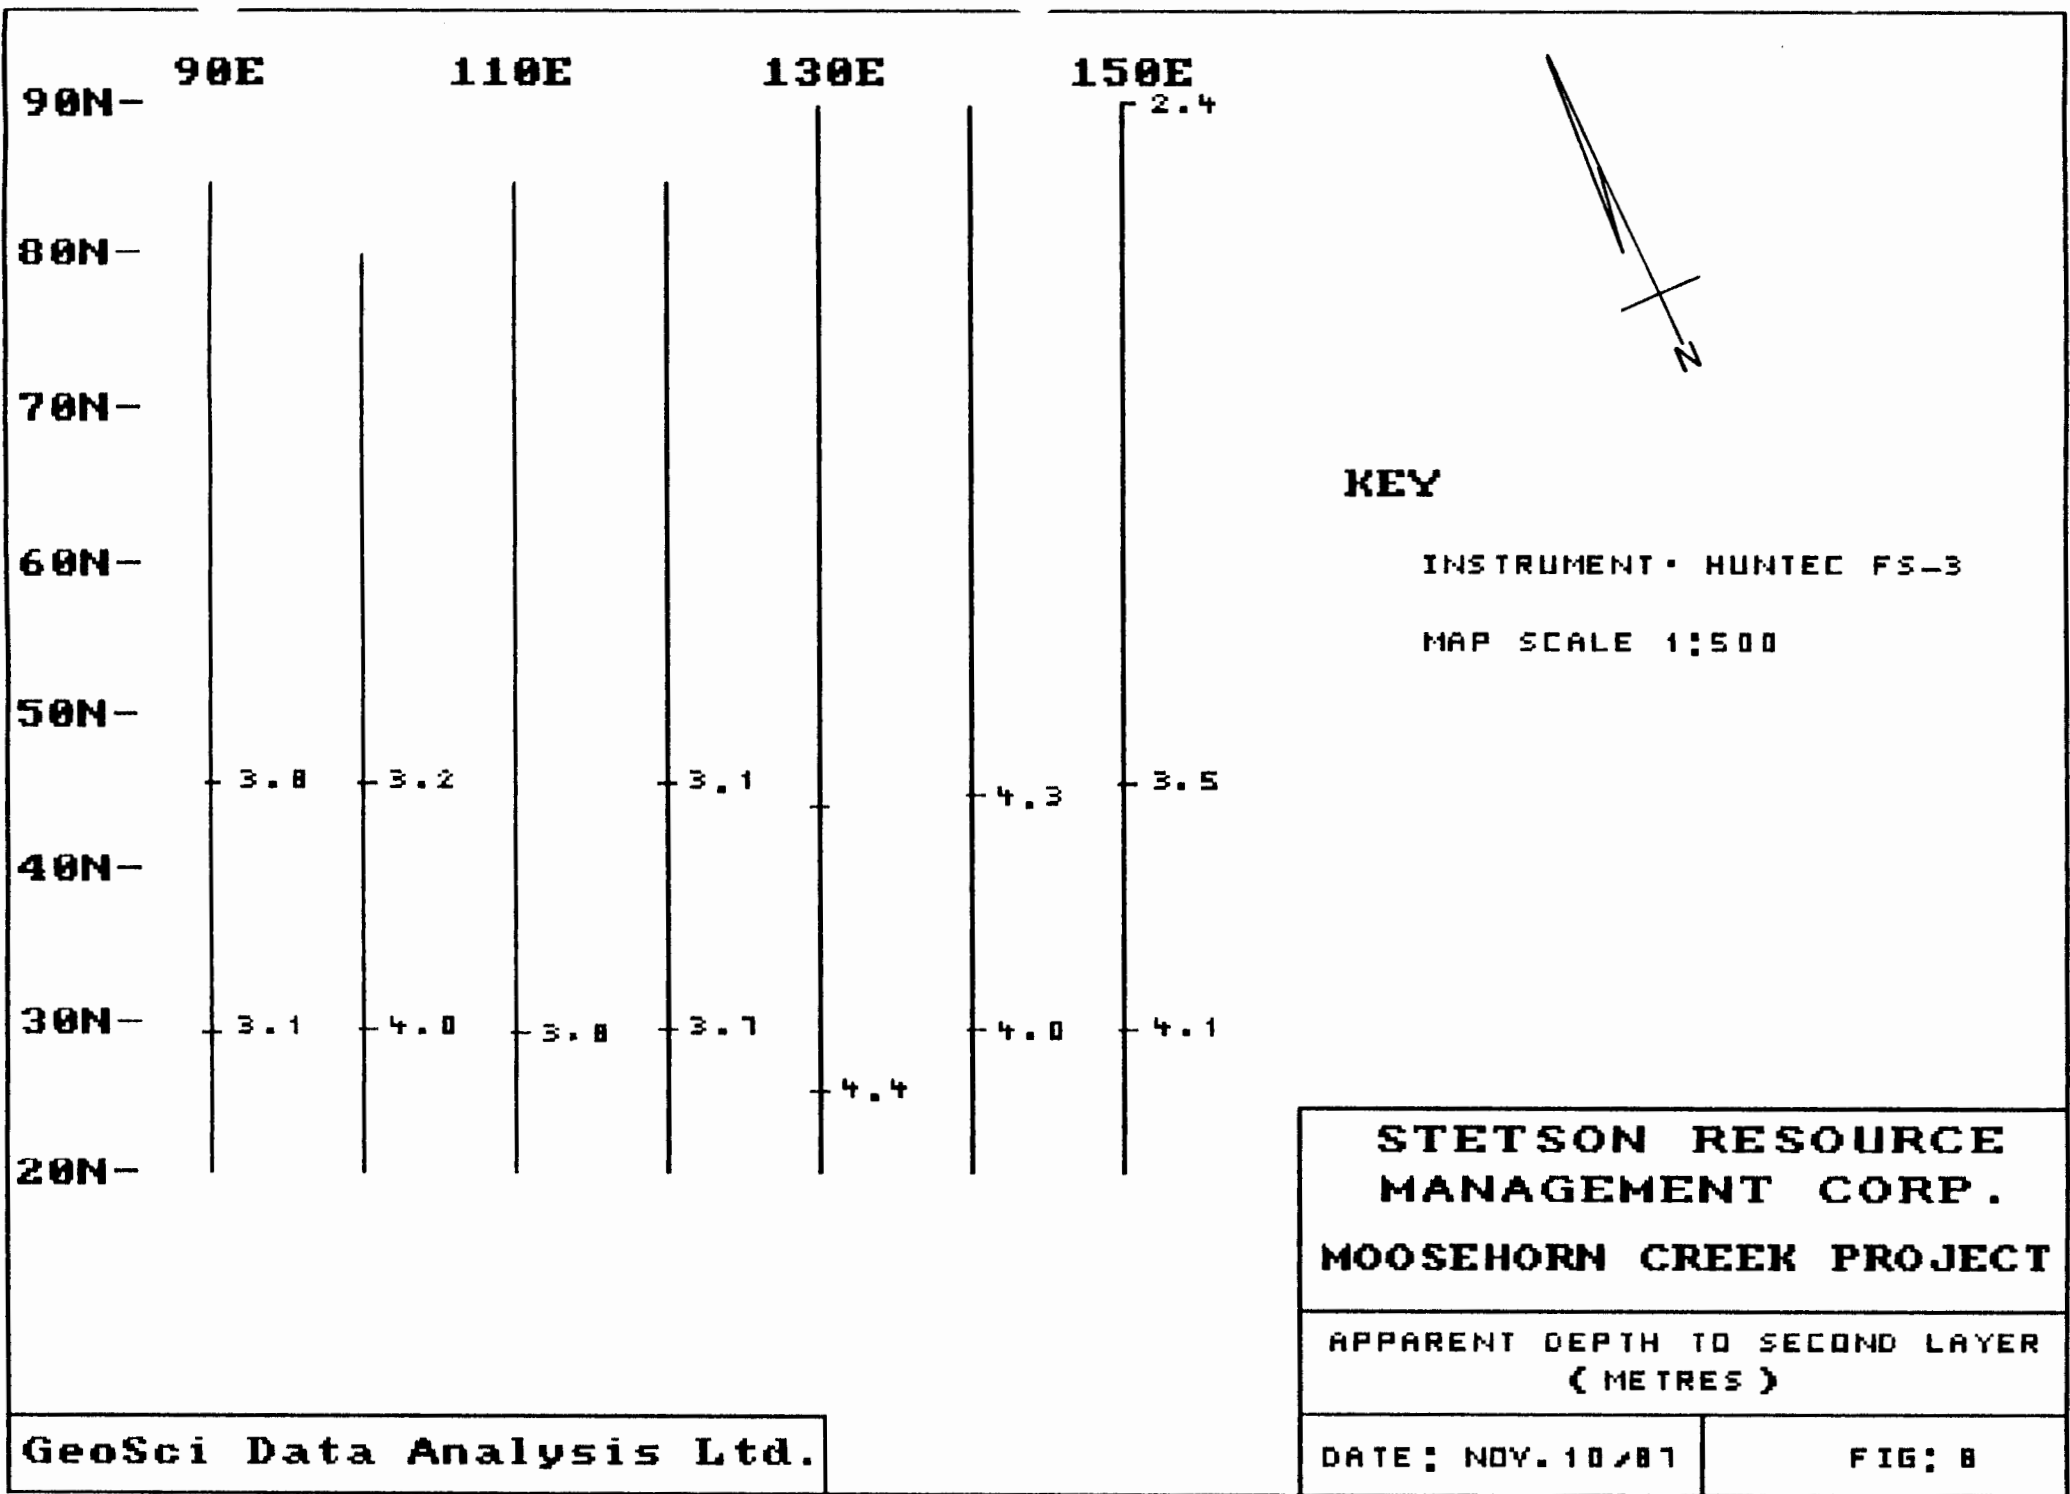 90E 110E 130E 150E
90N- 2.4
80N-
70N-
60N-
50N-
3.8 3.2 3.1 4.3 3.5
40N-
30N- 3.1 4.0 3.8 3.7 4.0 4.1
4.4
20N-
N
KEY
INSTRUMENT: HUNTEC FS-3
MAP SCALE 1:500
STETSON RESOURCE
MANAGEMENT CORP.
MOOSEHORN CREEK PROJECT
APPARENT DEPTH TO SECOND LAYER
(METRES)
DATE: NOV.10/87
FIG: 8
GeoSci Data Analysis Ltd.